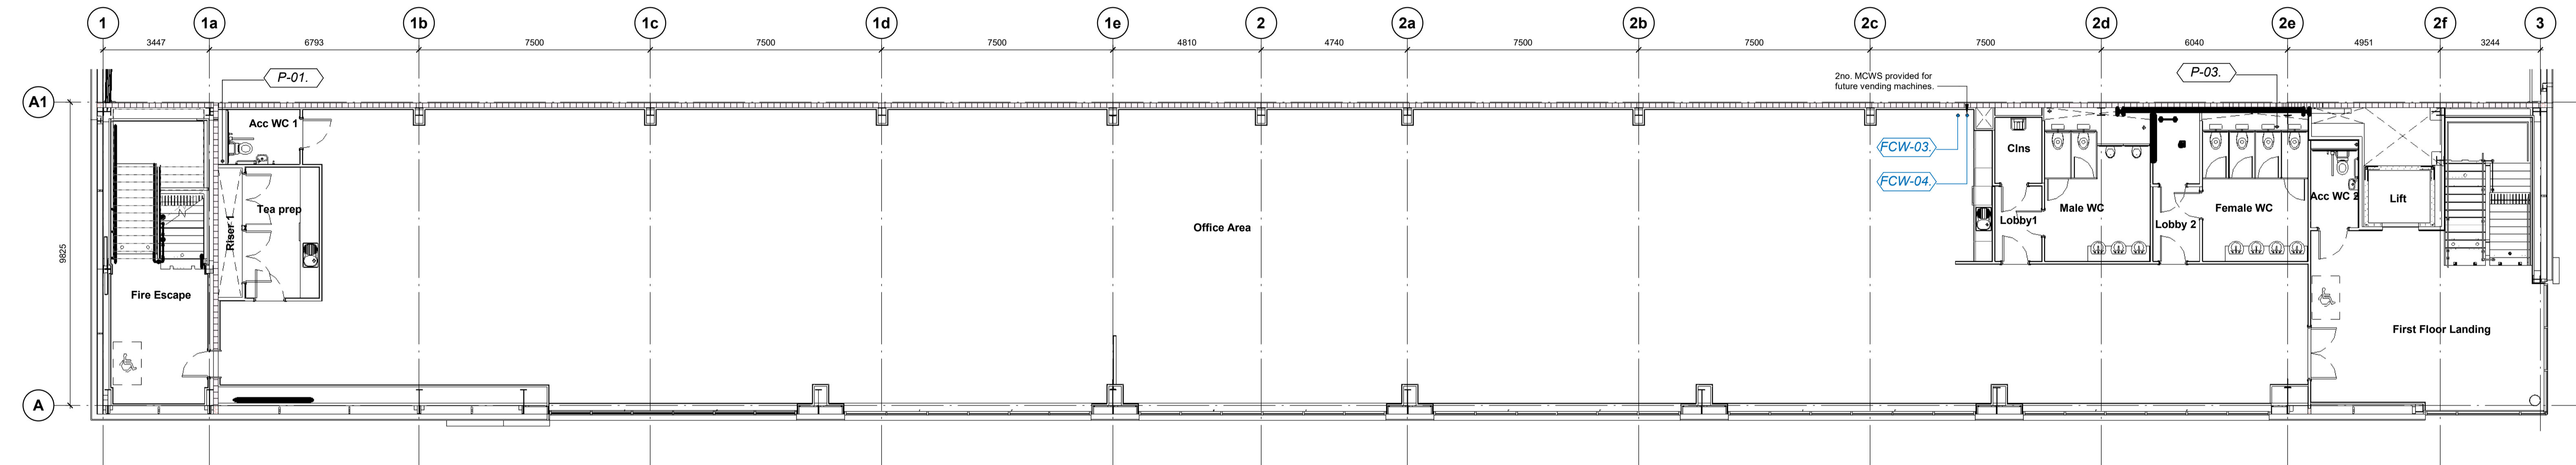 1 1a 1b 1c 1d 1e 2 2a 2b 2c 2d 2e 2f 3
3447 6793 7500 7500 7500 4810 4740 7500 7500 7500 6040 4951 3244
P-01.
2no. MCWS provided for
future vending machines.
P-03.
A1
Acc WC 1
FCW-03.
Clns
FCW-04.
Acc WC 2
Lift
Tea prep
Male WC
Female WC
Lobby1
Lobby 2
Riser 1
Office Area
9825
Fire Escape
First Floor Landing
A